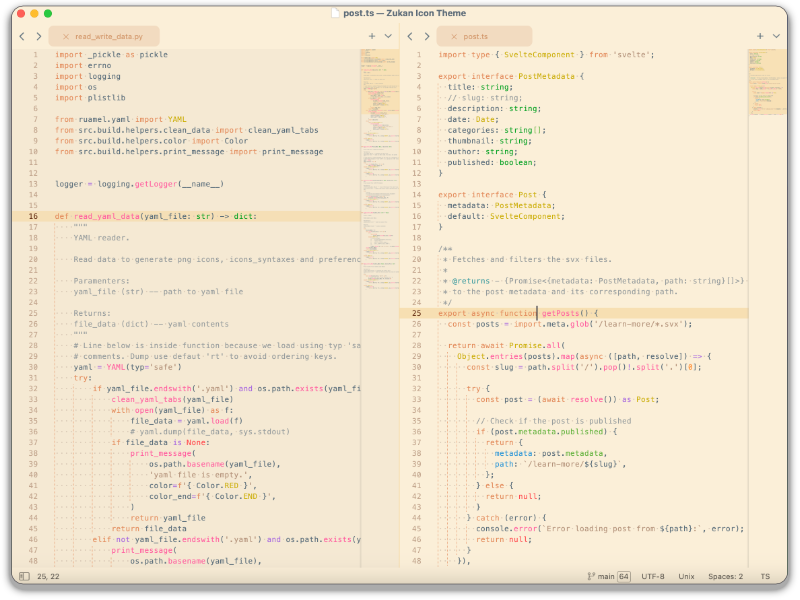 post.ts — Zukan Icon Theme
read_write_data.py
1 import _pickle as pickle
2 import errno
3 import logging
4 import os
5 import plistlib
6
7 from ruamel.yaml import YAML
8 from src.build.helpers.clean_data import clean_yaml_tabs
9 from src.build.helpers.color import Color
10 from src.build.helpers.print_message import print_message
11
12
13 logger = logging.getLogger(__name__)
14
15
16 def read_yaml_data(yaml_file: str) -> dict:
17 """
18 YAML reader.
19
20 Read data to generate png icons, icons_syntaxes and preferenc
21
22 Paramenters:
23 yaml_file (str) -- path to yaml file
24
25 Returns:
26 file_data (dict) -- yaml contents
27 """
28 # Line below is inside function because we load using typ 'sa
29 # comments. Dump use defaut 'rt' to avoid ordering keys.
30 yaml = YAML(typ='safe')
31 try:
32 if yaml_file.endswith('.yaml') and os.path.exists(yaml_fi
33 clean_yaml_tabs(yaml_file)
34 with open(yaml_file) as f:
35 file_data = yaml.load(f)
36 # yaml.dump(file_data, sys.stdout)
37 if file_data is None:
38 print_message(
39 os.path.basename(yaml_file),
40 'yaml file is empty.',
41 color=f'{ Color.RED }',
42 color_end=f'{ Color.END }',
43 )
44 return yaml_file
45 return file_data
46 elif not yaml_file.endswith('.yaml') and os.path.exists(y
47 print_message(
48 os.path.basename(yaml_file),
post.ts
1 import type { SvelteComponent } from 'svelte';
2
3 export interface PostMetadata {
4 title: string;
5 // slug: string;
6 description: string;
7 date: Date;
8 categories: string[];
9 thumbnail: string;
10 author: string;
11 published: boolean;
12 }
13
14 export interface Post {
15 metadata: PostMetadata;
16 default: SvelteComponent;
17 }
18
19 /**
20 * Fetches and filters the svx files.
21 *
22 * @returns - {Promise<{metadata: PostMetadata, path: string}[]>}
23 * to the post metadata and its corresponding path.
24 */
25 export async function getPosts() {
26 const posts = import.meta.glob('/learn-more/*.svx');
27
28 return await Promise.all(
29 Object.entries(posts).map(async ([path, resolve]) => {
30 const slug = path.split('/').pop()!.split('.')[0];
31
32 try {
33 const post = (await resolve()) as Post;
34
35 // Check if the post is published
36 if (post.metadata.published) {
37 return {
38 metadata: post.metadata,
39 path: `/learn-more/${slug}`,
40 };
41 } else {
42 return null;
43 }
44 } catch (error) {
45 console.error(`Error loading post from ${path}:`, error);
46 return null;
47 }
48 }),
25, 22
main 64 UTF-8 Unix Spaces: 2 TS